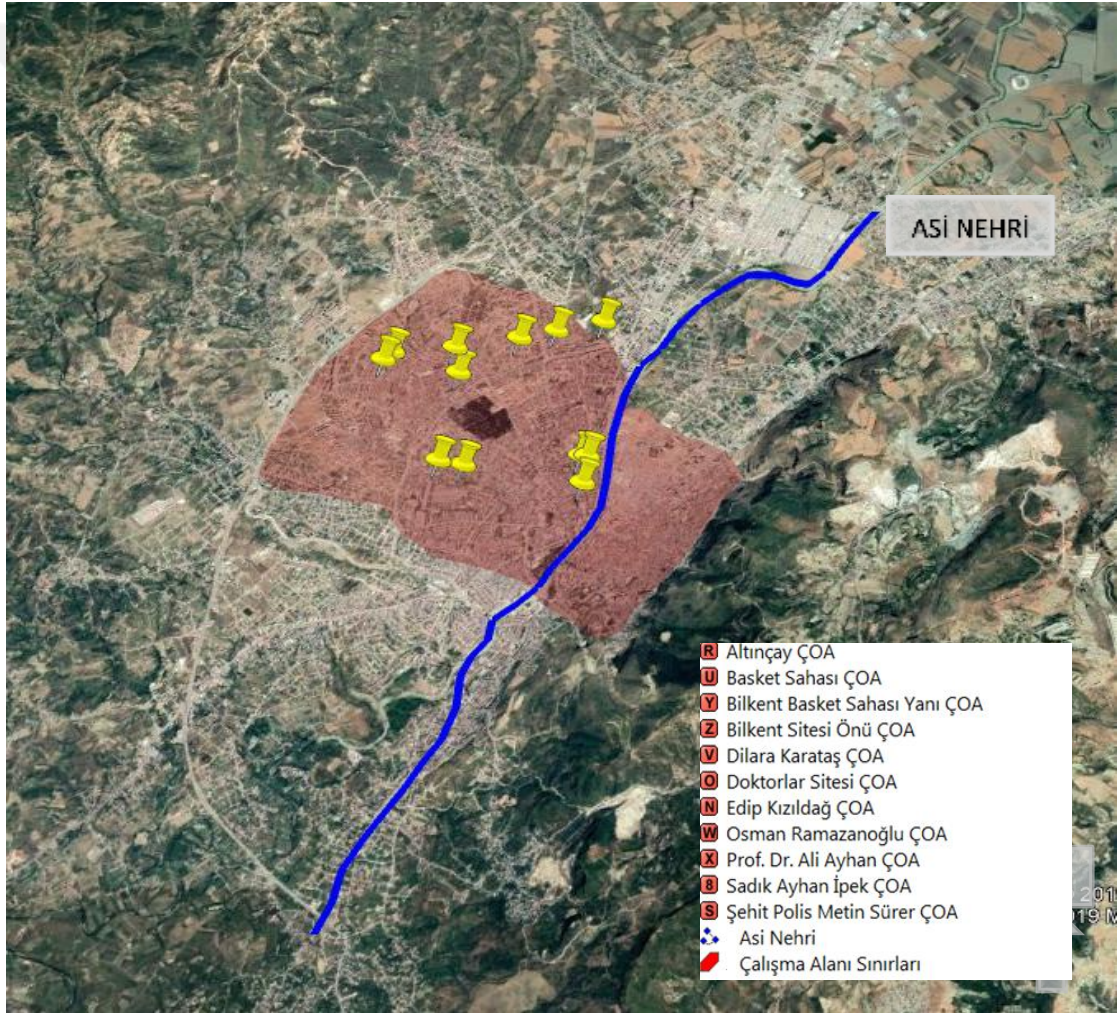 ASİ NEHRİ
R Altınçay ÇOA
U Basket Sahası ÇOA
Y Bilkent Basket Sahası Yanı ÇOA
Z Bilkent Sitesi Önü ÇOA
V Dilara Karataş ÇOA
O Doktorlar Sitesi ÇOA
N Edip Kızıldağ ÇOA
W Osman Ramazanoğlu ÇOA
X Prof. Dr. Ali Ayhan ÇOA
8 Sadık Ayhan İpek ÇOA
S Şehit Polis Metin Sürer ÇOA
Asi Nehri
Çalışma Alanı Sınırları